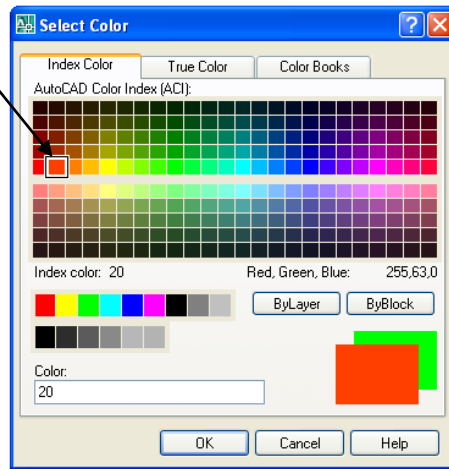 Select Color
Index Color True Color Color Books
AutoCAD Color Index (ACI):
Index color: 20 Red, Green, Blue: 255,63,0
ByLayer ByBlock
Color:
20
OK Cancel Help